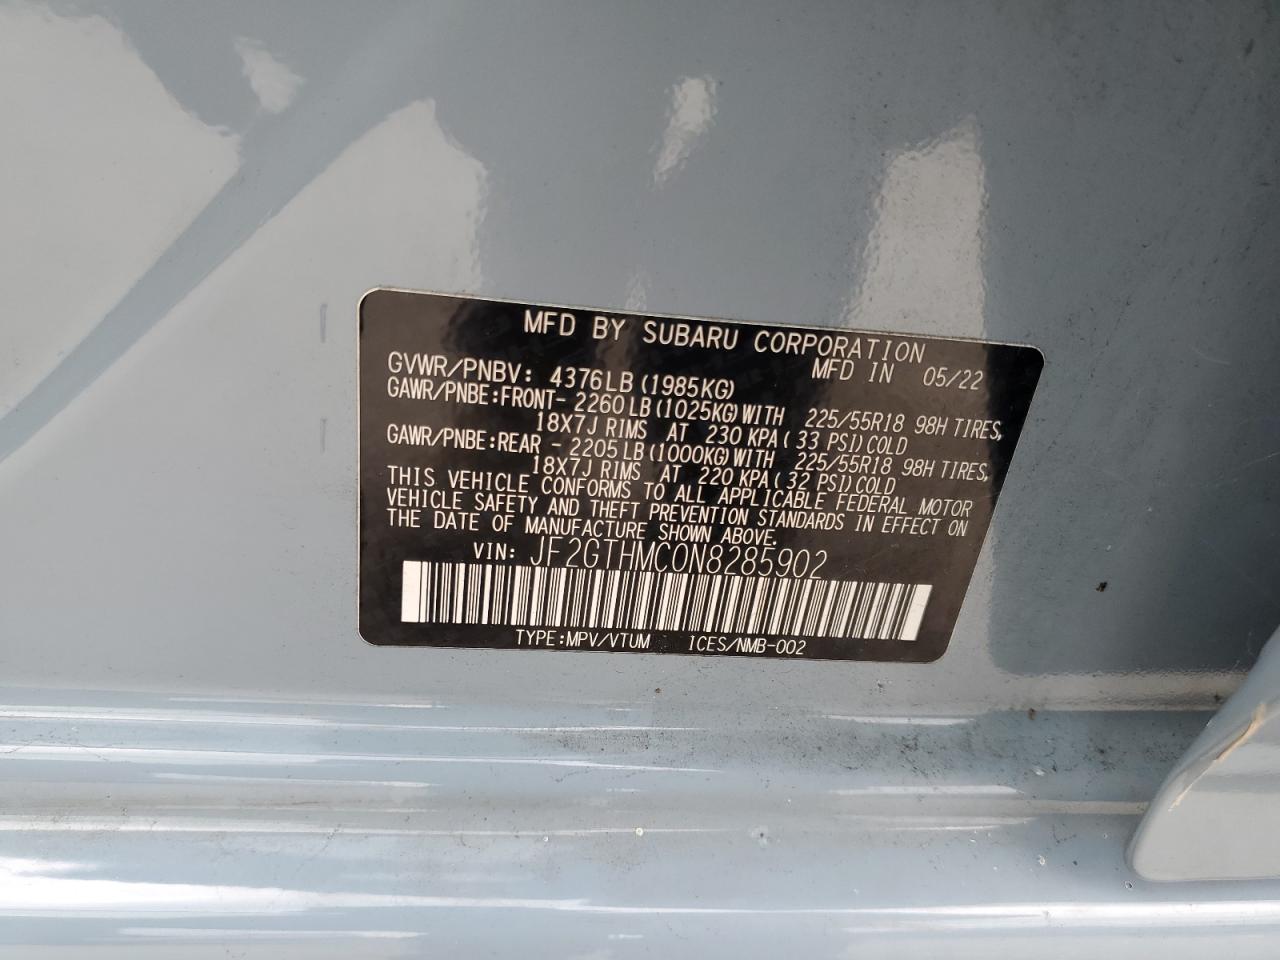 MFD BY SUBARU CORPORATION
MFD IN 05/22
GVWR/PNBV: 4376LB (1985KG)
GAWR/PNBE:FRONT- 2260 LB (1025KG) WITH 225/55R18 98H TIRES,
18X7J RIMS AT 230 KPA ( 33 PSI) COLD
GAWR/PNBE:REAR - 2205 LB (1000KG) WITH 225/55R18 98H TIRES,
18X7J RIMS AT 220 KPA ( 32 PSI) COLD
THIS VEHICLE CONFORMS TO ALL APPLICABLE FEDERAL MOTOR
VEHICLE SAFETY AND THEFT PREVENTION STANDARDS IN EFFECT ON
THE DATE OF MANUFACTURE SHOWN ABOVE.
VIN: JF2GTHMC0N8285902
TYPE:MPV/VTUM ICES/NMB-002